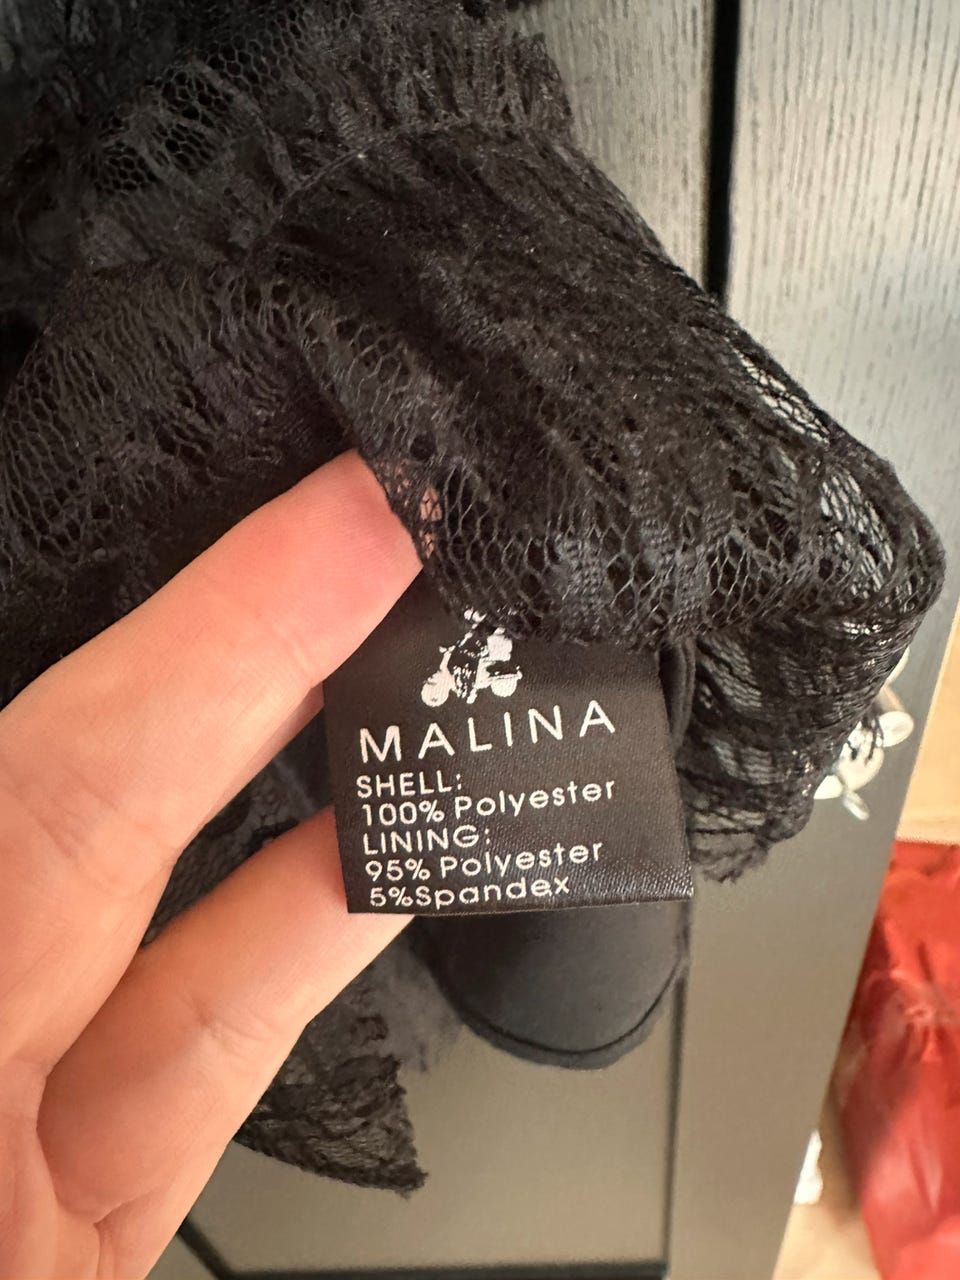 MALINA
SHELL:
100% Polyester
LINING:
95% Polyester
5%Spandex